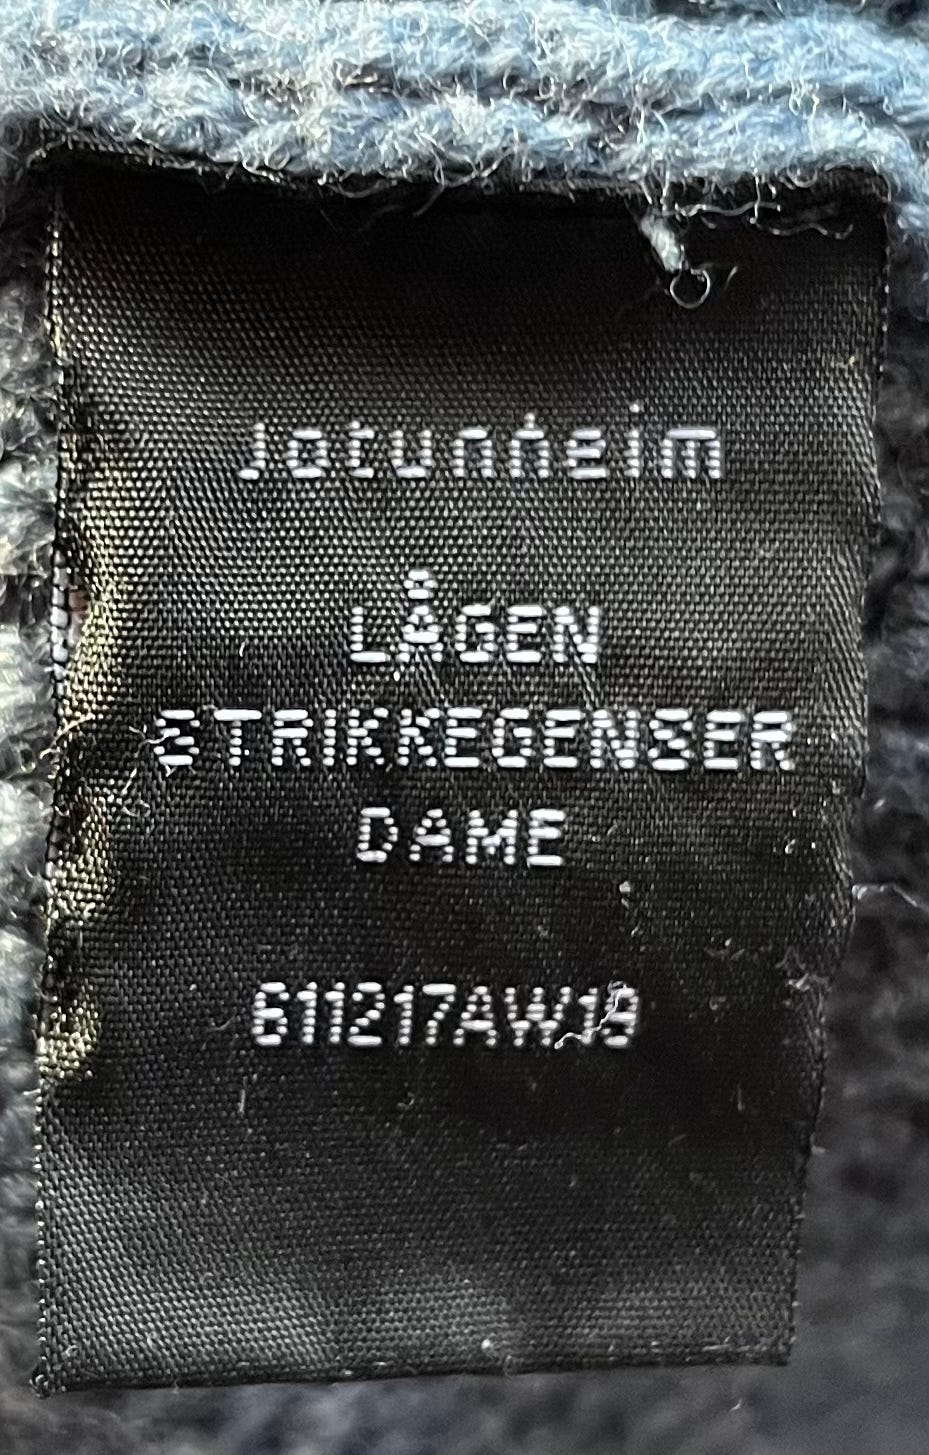 Jotunheim
LÅGEN
STRIKKEGENSER
DAME
611217AW19